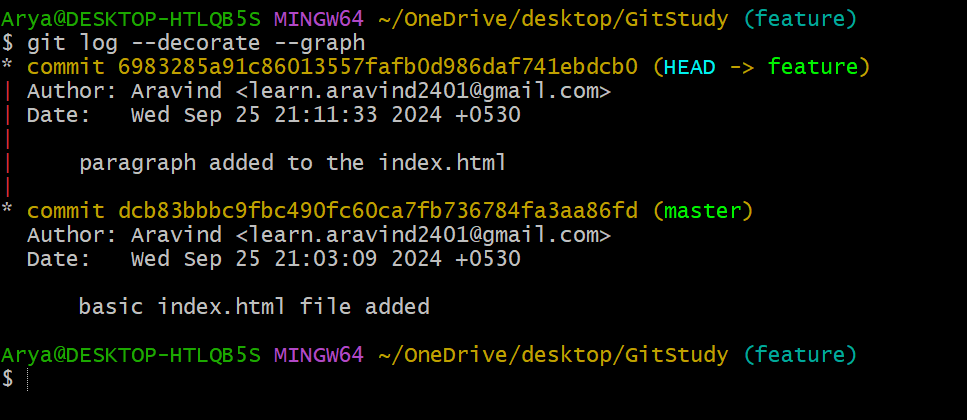 Arya@DESKTOP-HTLQB5S MINGW64 ~/OneDrive/desktop/GitStudy (feature)
$ git log --decorate --graph
* commit 6983285a91c86013557fafb0d986daf741ebdcb0 (HEAD -> feature)
| Author: Aravind <learn.aravind2401@gmail.com>
| Date:   Wed Sep 25 21:11:33 2024 +0530
|
|     paragraph added to the index.html
|
* commit dcb83bbbc9fbc490fc60ca7fb736784fa3aa86fd (master)
  Author: Aravind <learn.aravind2401@gmail.com>
  Date:   Wed Sep 25 21:03:09 2024 +0530

      basic index.html file added

Arya@DESKTOP-HTLQB5S MINGW64 ~/OneDrive/desktop/GitStudy (feature)
$